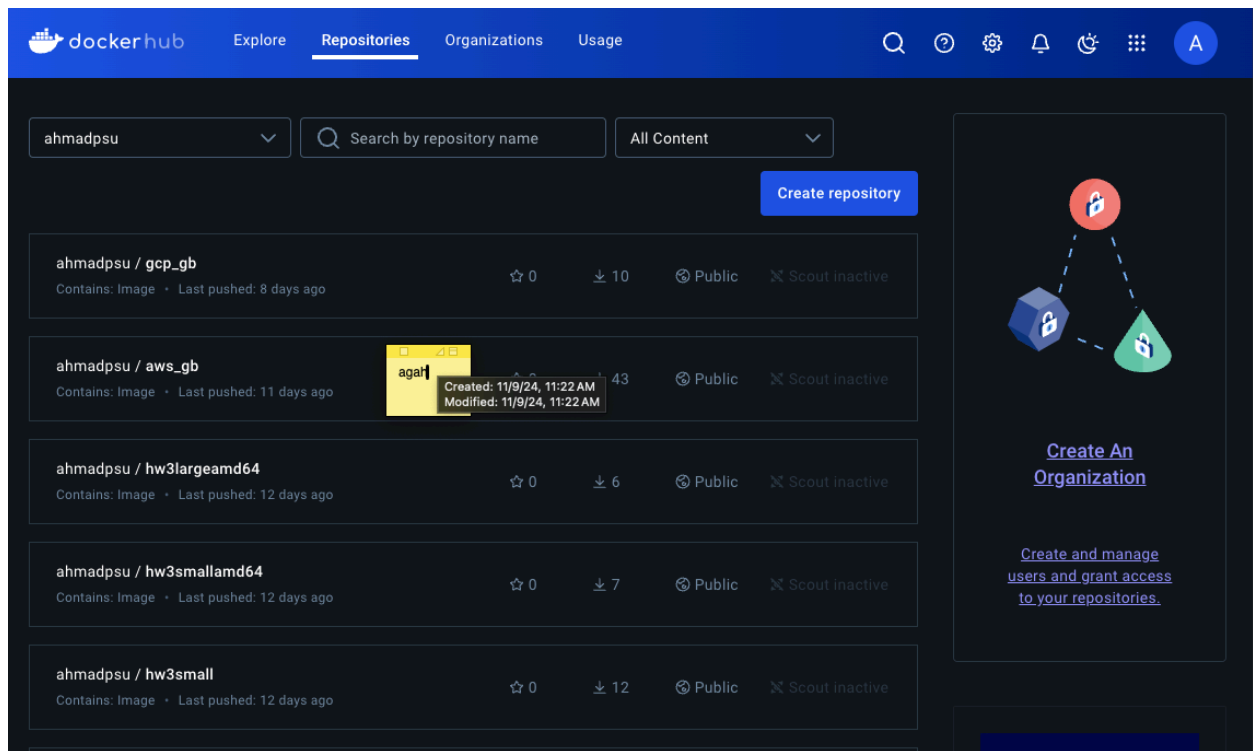 dockerhub Explore Repositories Organizations Usage A
ahmadpsu Search by repository name All Content
Create repository
ahmadpsu / gcp_gb
Contains: Image • Last pushed: 8 days ago
0 10 Public Scout inactive
ahmadpsu / aws_gb
Contains: Image • Last pushed: 11 days ago
43 Public Scout inactive
agah
Created: 11/9/24, 11:22 AM
Modified: 11/9/24, 11:22 AM
ahmadpsu / hw3largeamd64
Contains: Image • Last pushed: 12 days ago
0 6 Public Scout inactive
ahmadpsu / hw3smallamd64
Contains: Image • Last pushed: 12 days ago
0 7 Public Scout inactive
ahmadpsu / hw3small
Contains: Image • Last pushed: 12 days ago
0 12 Public Scout inactive
Create An
Organization
Create and manage
users and grant access
to your repositories.